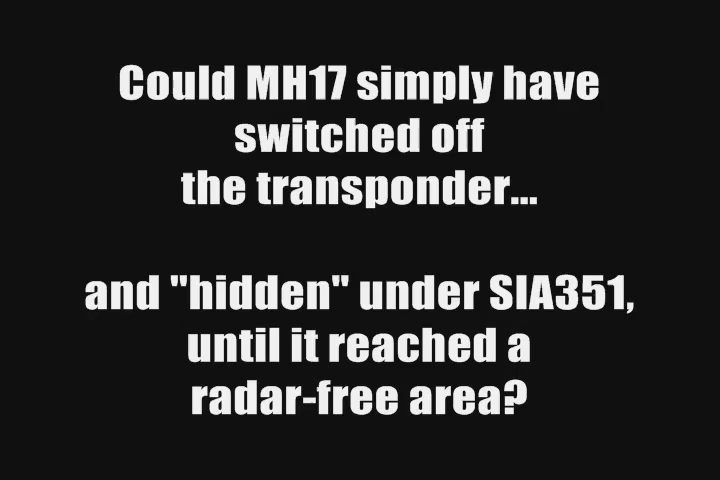 Could MH17 simply have
switched off
the transponder...
and "hidden" under SIA351,
until it reached a
radar-free area?